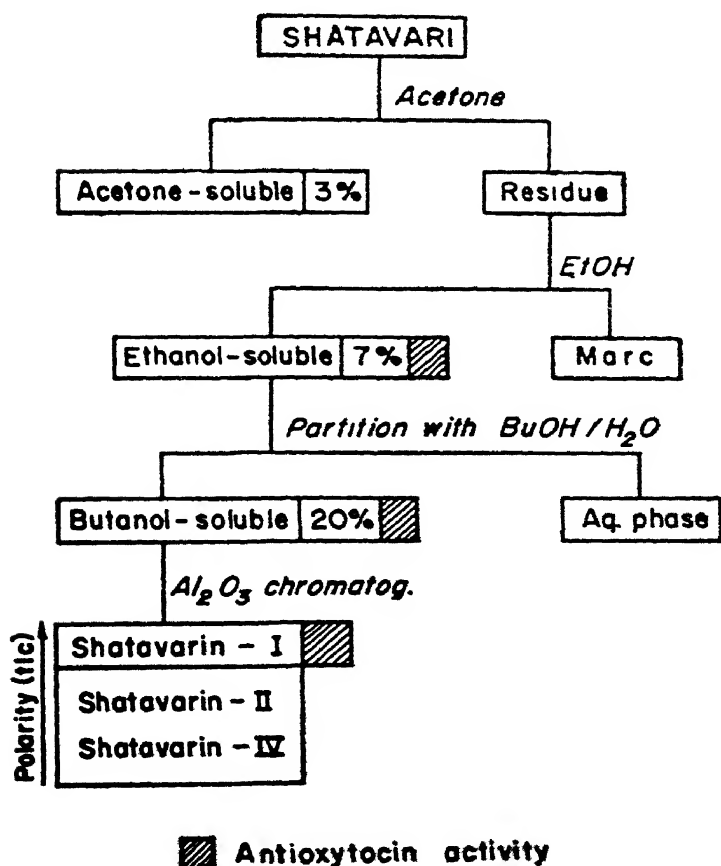 SHATAVARI
Acetone
Acetone-soluble 3%
Residue
EtOH
Ethanol-soluble 7%
Marc
Partition with BuOH/H₂O
Butanol-soluble 20%
Aq. phase
Al₂O₃ chromatog.
Polarity (tlc)
Shatavarin - I
Shatavarin - II
Shatavarin - IV
Antioxytocin activity